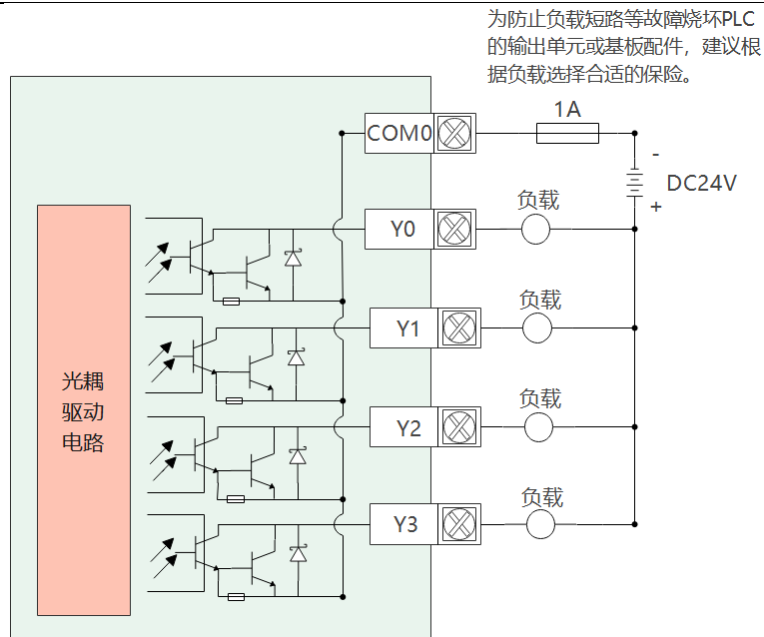 为防止负载短路等故障烧坏PLC
的输出单元或基板配件，建议根
据负载选择合适的保险。
1A
COM0
-
DC24V
+
负载
Y0
负载
Y1
光耦
驱动
电路
负载
Y2
负载
Y3